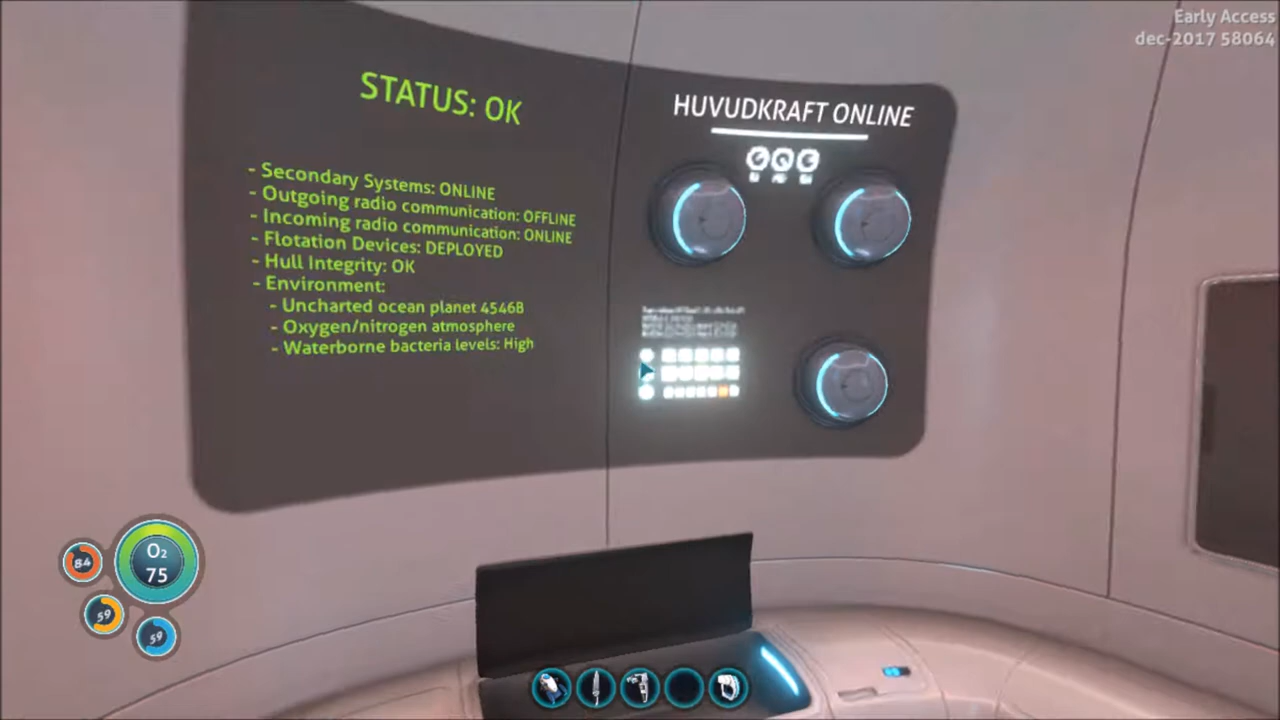 Early Access
dec-2017 58064
STATUS: OK
- Secondary Systems: ONLINE
- Outgoing radio communication: OFFLINE
- Incoming radio communication: ONLINE
- Flotation Devices: DEPLOYED
- Hull Integrity: OK
- Environment:
- Uncharted ocean planet 4546B
- Oxygen/nitrogen atmosphere
- Waterborne bacteria levels: High
HUVUDKRAFT ONLINE
84
O₂
75
59
59